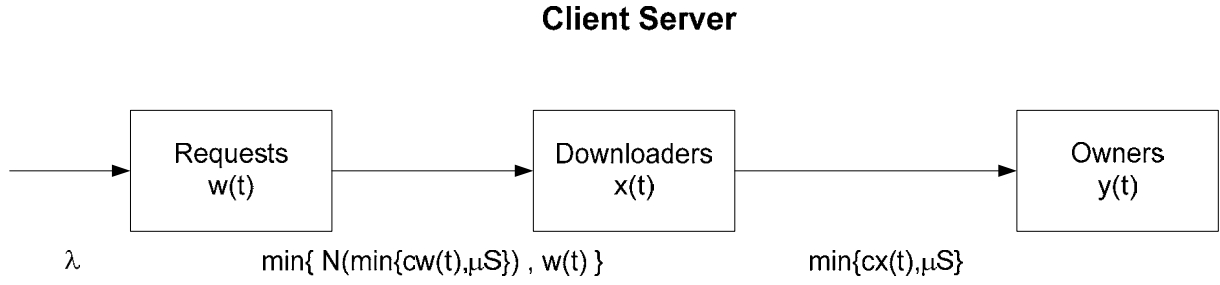 Client Server
Requests
w(t)
Downloaders
x(t)
Owners
y(t)
λ
min{ N(min{cw(t),μS}) , w(t) }
min{cx(t),μS}